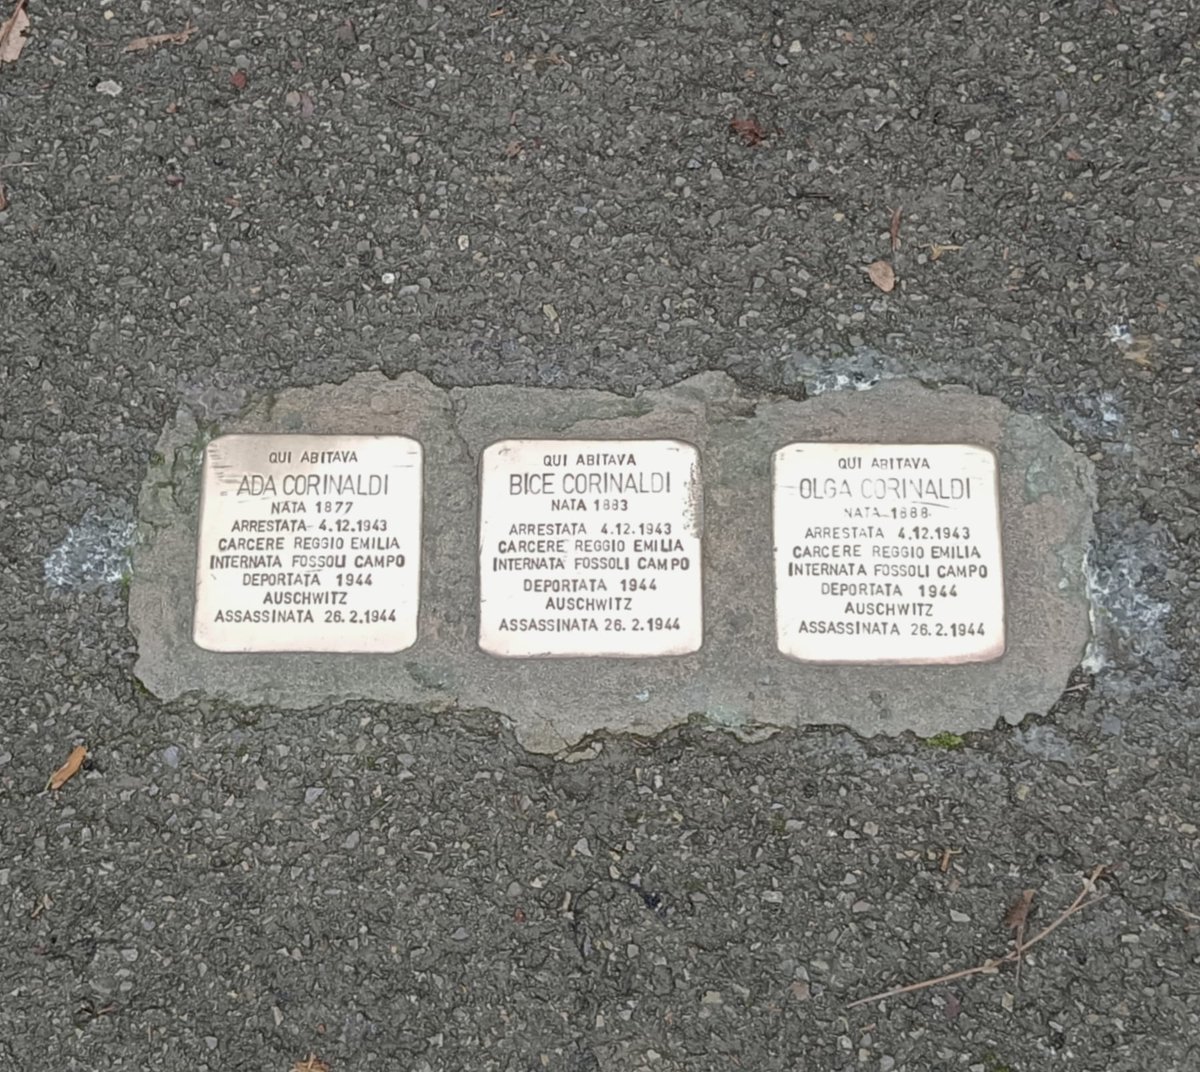 QUI ABITAVA
ADA CORINALDI
NATA 1877
ARRESTATA 4.12.1943
CARCERE REGGIO EMILIA
INTERNATA FOSSOLI CAMPO
DEPORTATA 1944
AUSCHWITZ
ASSASSINATA 26.2.1944
QUI ABITAVA
BICE CORINALDI
NATA 1883
ARRESTATA 4.12.1943
CARCERE REGGIO EMILIA
INTERNATA FOSSOLI CAMPO
DEPORTATA 1944
AUSCHWITZ
ASSASSINATA 26.2.1944
QUI ABITAVA
OLGA CORINALDI
NATA 1888
ARRESTATA 4.12.1943
CARCERE REGGIO EMILIA
INTERNATA FOSSOLI CAMPO
DEPORTATA 1944
AUSCHWITZ
ASSASSINATA 26.2.1944